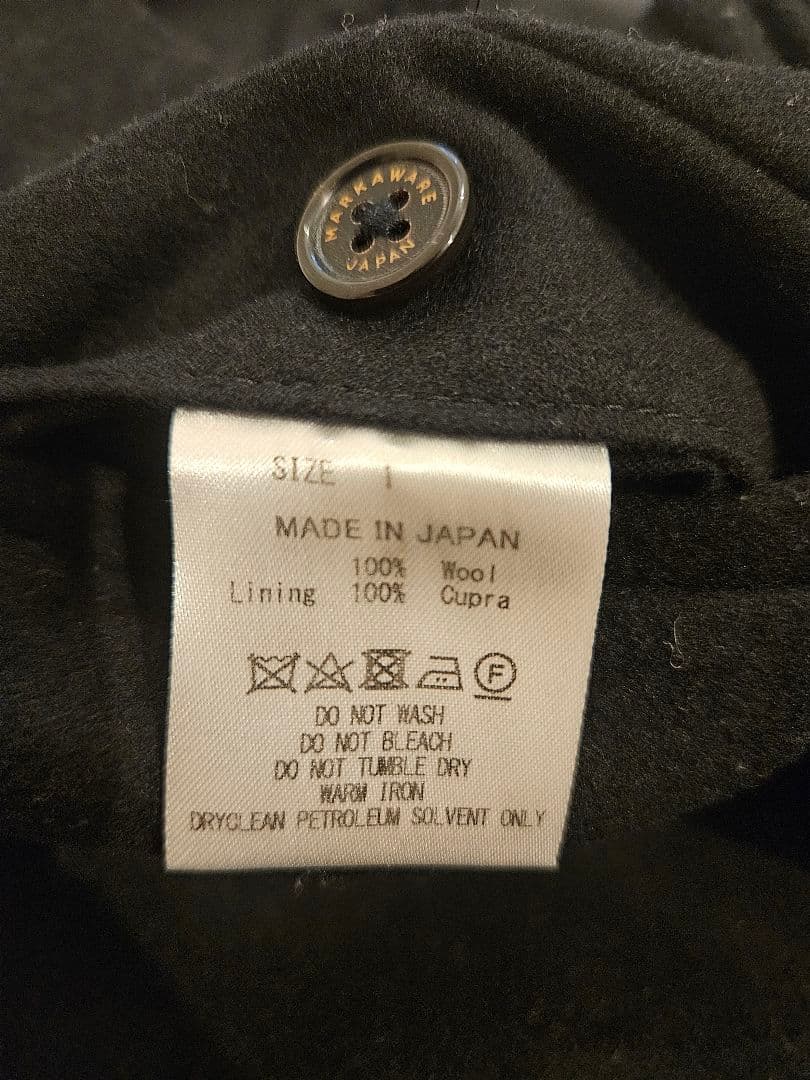 MARKAWARE
JAPAN
SIZE 1
MADE IN JAPAN
100% Wool
Lining 100% Cupra
F
DO NOT WASH
DO NOT BLEACH
DO NOT TUMBLE DRY
WARM IRON
DRYCLEAN PETROLEUM SOLVENT ONLY